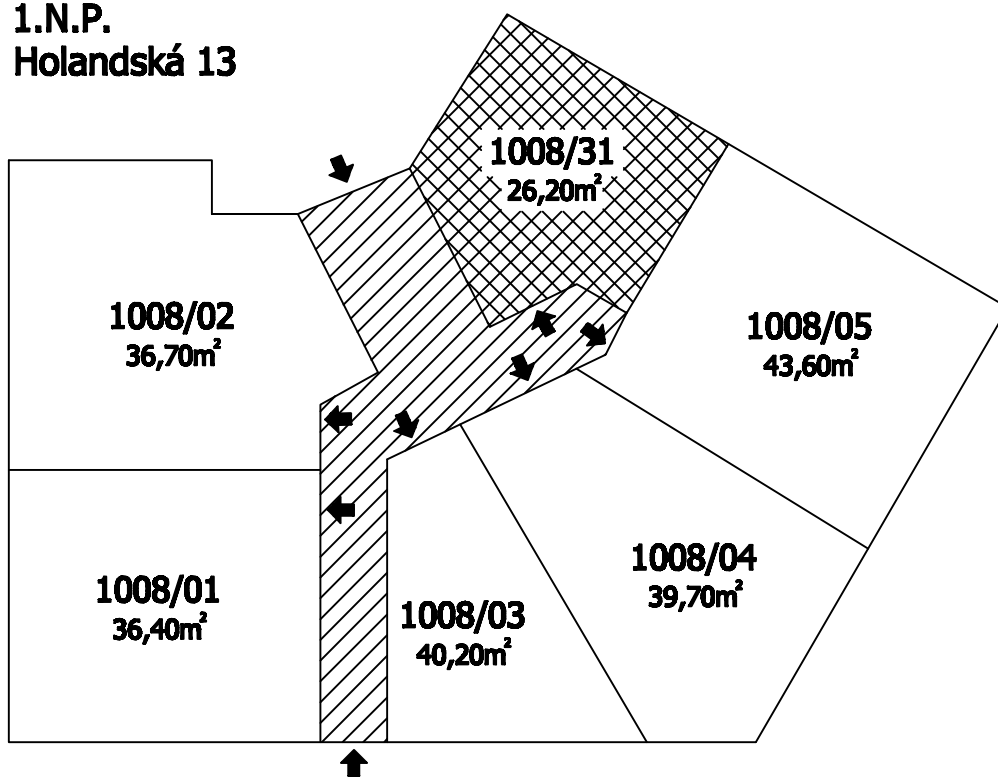 1.N.P.
Holandská 13
1008/31
26,20m²
1008/02
36,70m²
1008/05
43,60m²
1008/04
39,70m²
1008/01
36,40m²
1008/03
40,20m²